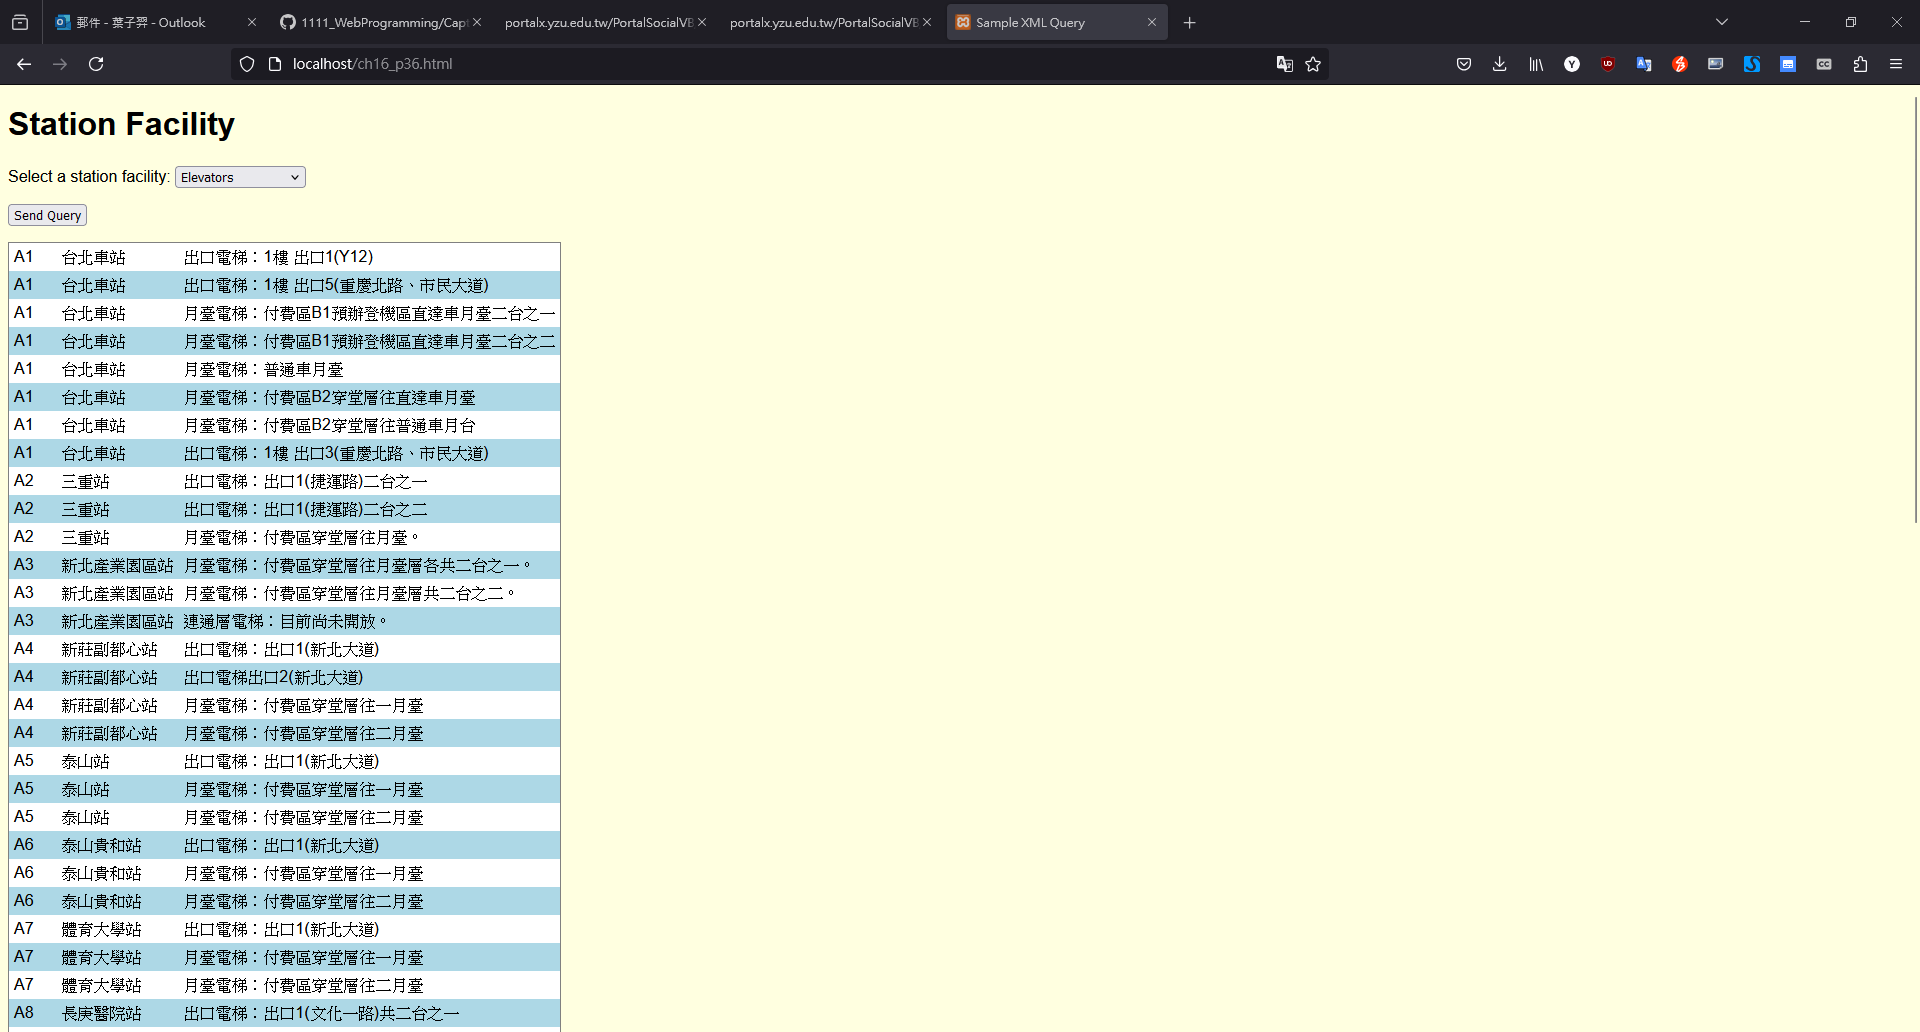 郵件 - 葉子羿 - Outlook
1111_WebProgramming/Capt
portalx.yzu.edu.tw/PortalSocialVB
portalx.yzu.edu.tw/PortalSocialVB
Sample XML Query
localhost/ch16_p36.html
Station Facility
Select a station facility: Elevators
Send Query
A1 台北車站 出口電梯：1樓 出口1(Y12)
A1 台北車站 出口電梯：1樓 出口5(重慶北路、市民大道)
A1 台北車站 月臺電梯：付費區B1預辦登機區直達車月臺二台之一
A1 台北車站 月臺電梯：付費區B1預辦登機區直達車月臺二台之二
A1 台北車站 月臺電梯：普通車月臺
A1 台北車站 月臺電梯：付費區B2穿堂層往直達車月臺
A1 台北車站 月臺電梯：付費區B2穿堂層往普通車月台
A1 台北車站 出口電梯：1樓 出口3(重慶北路、市民大道)
A2 三重站 出口電梯：出口1(捷運路)二台之一
A2 三重站 出口電梯：出口1(捷運路)二台之二
A2 三重站 月臺電梯：付費區穿堂層往月臺。
A3 新北產業園區站 月臺電梯：付費區穿堂層往月臺層各共二台之一。
A3 新北產業園區站 月臺電梯：付費區穿堂層往月臺層共二台之二。
A3 新北產業園區站 連通層電梯：目前尚未開放。
A4 新莊副都心站 出口電梯：出口1(新北大道)
A4 新莊副都心站 出口電梯出口2(新北大道)
A4 新莊副都心站 月臺電梯：付費區穿堂層往一月臺
A4 新莊副都心站 月臺電梯：付費區穿堂層往二月臺
A5 泰山站 出口電梯：出口1(新北大道)
A5 泰山站 月臺電梯：付費區穿堂層往一月臺
A5 泰山站 月臺電梯：付費區穿堂層往二月臺
A6 泰山貴和站 出口電梯：出口1(新北大道)
A6 泰山貴和站 月臺電梯：付費區穿堂層往一月臺
A6 泰山貴和站 月臺電梯：付費區穿堂層往二月臺
A7 體育大學站 出口電梯：出口1(新北大道)
A7 體育大學站 月臺電梯：付費區穿堂層往一月臺
A7 體育大學站 月臺電梯：付費區穿堂層往二月臺
A8 長庚醫院站 出口電梯：出口1(文化一路)共二台之一